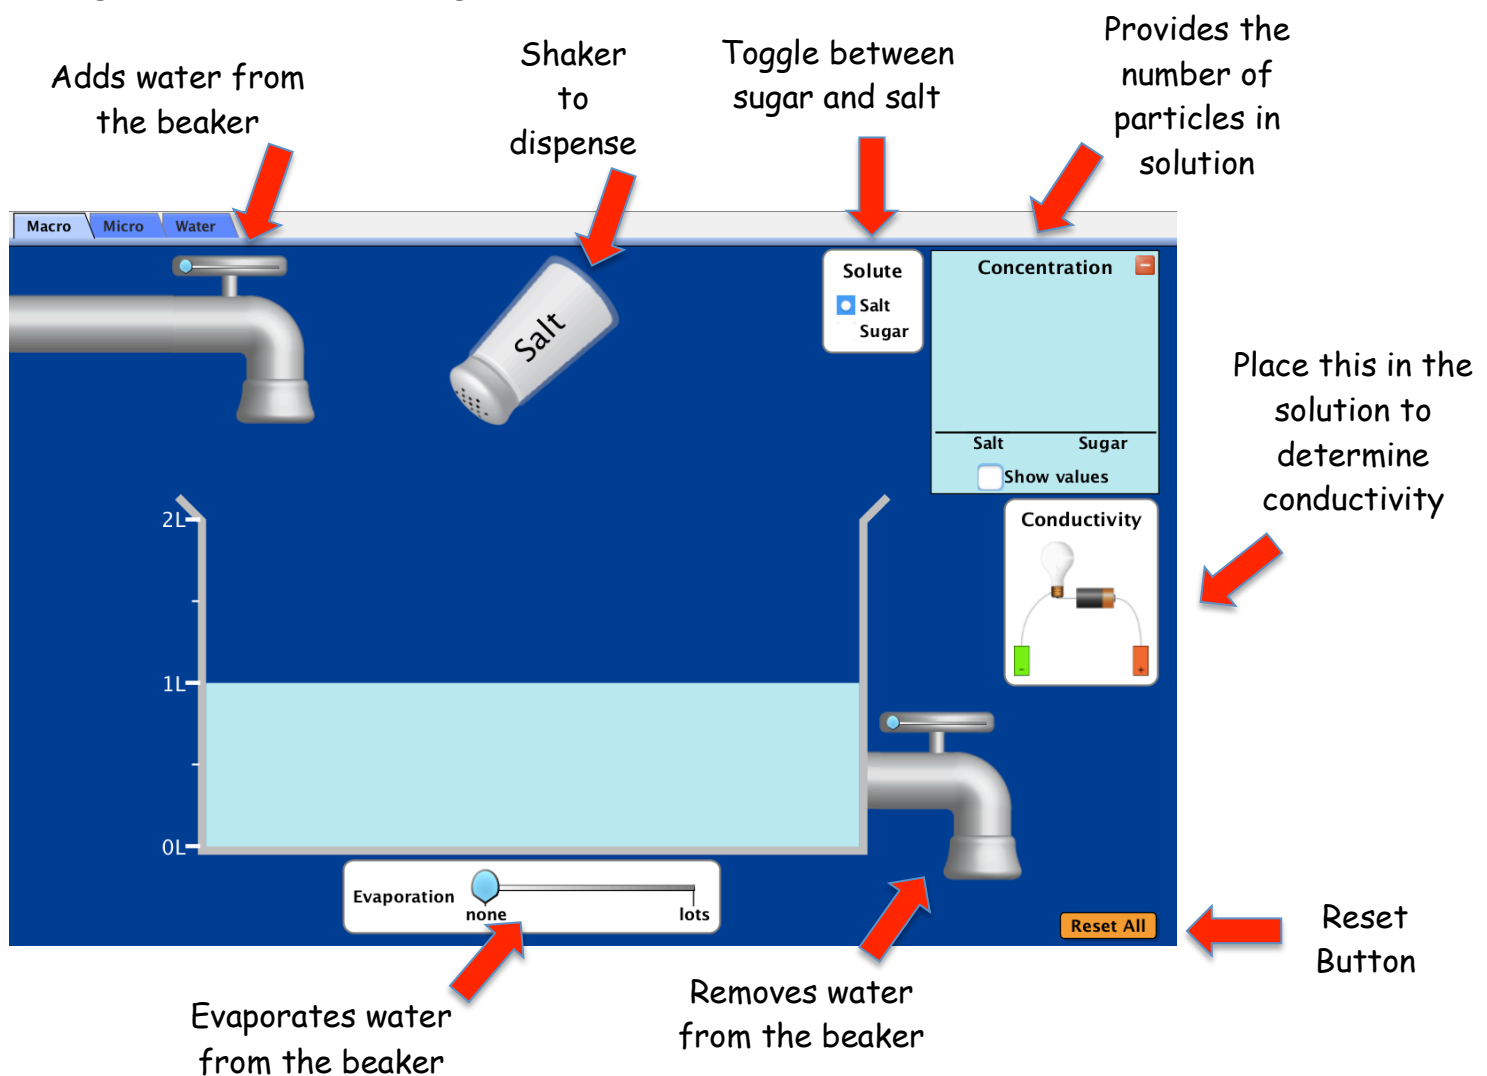 Adds water from
the beaker
Shaker
to
dispense
Toggle between
sugar and salt
Provides the
number of
particles in
solution
Macro
Micro
Water
Salt
Solute
Salt
Sugar
Concentration
Salt
Sugar
Show values
Place this in the
solution to
determine
conductivity
Conductivity
-
+
2L
1L
0L
Evaporation
none
lots
Reset All
Reset
Button
Evaporates water
from the beaker
Removes water
from the beaker